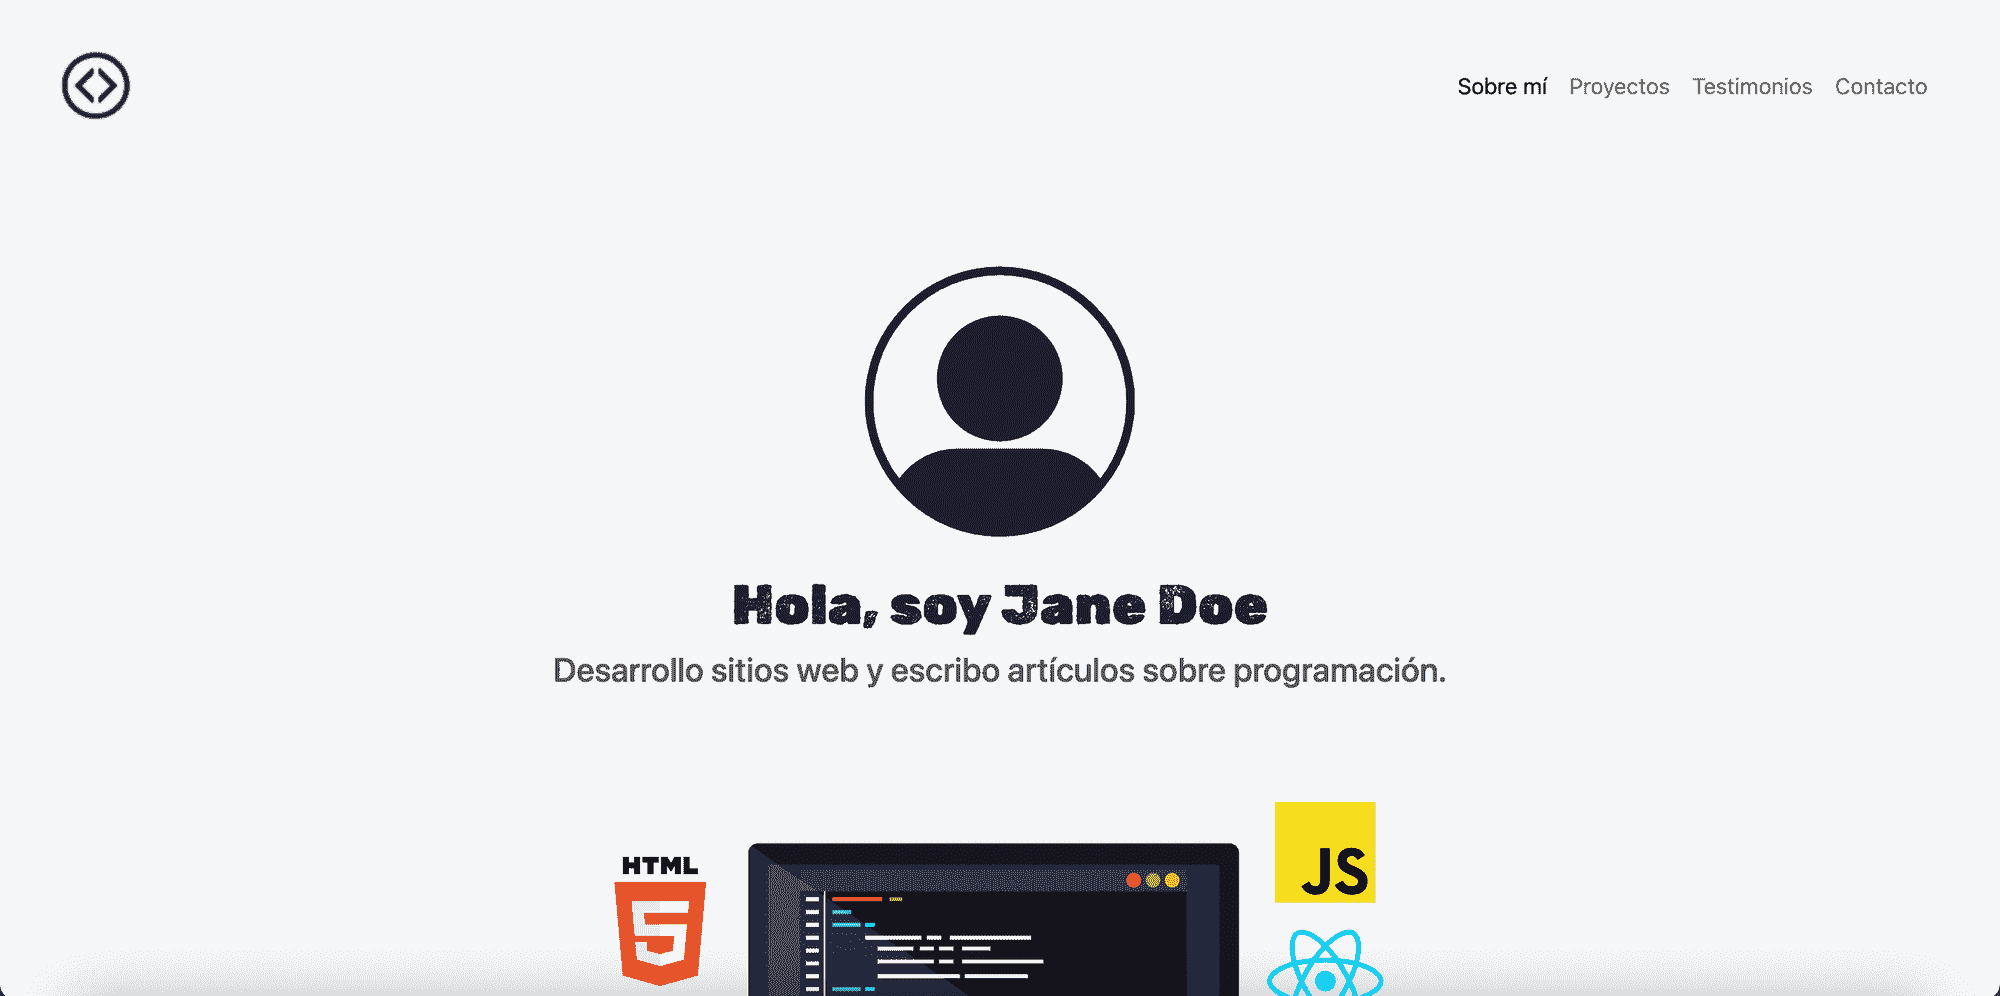 Sobre mí Proyectos Testimonios Contacto
Hola, soy Jane Doe
Desarrollo sitios web y escribo artículos sobre programación.
HTML
5
JS